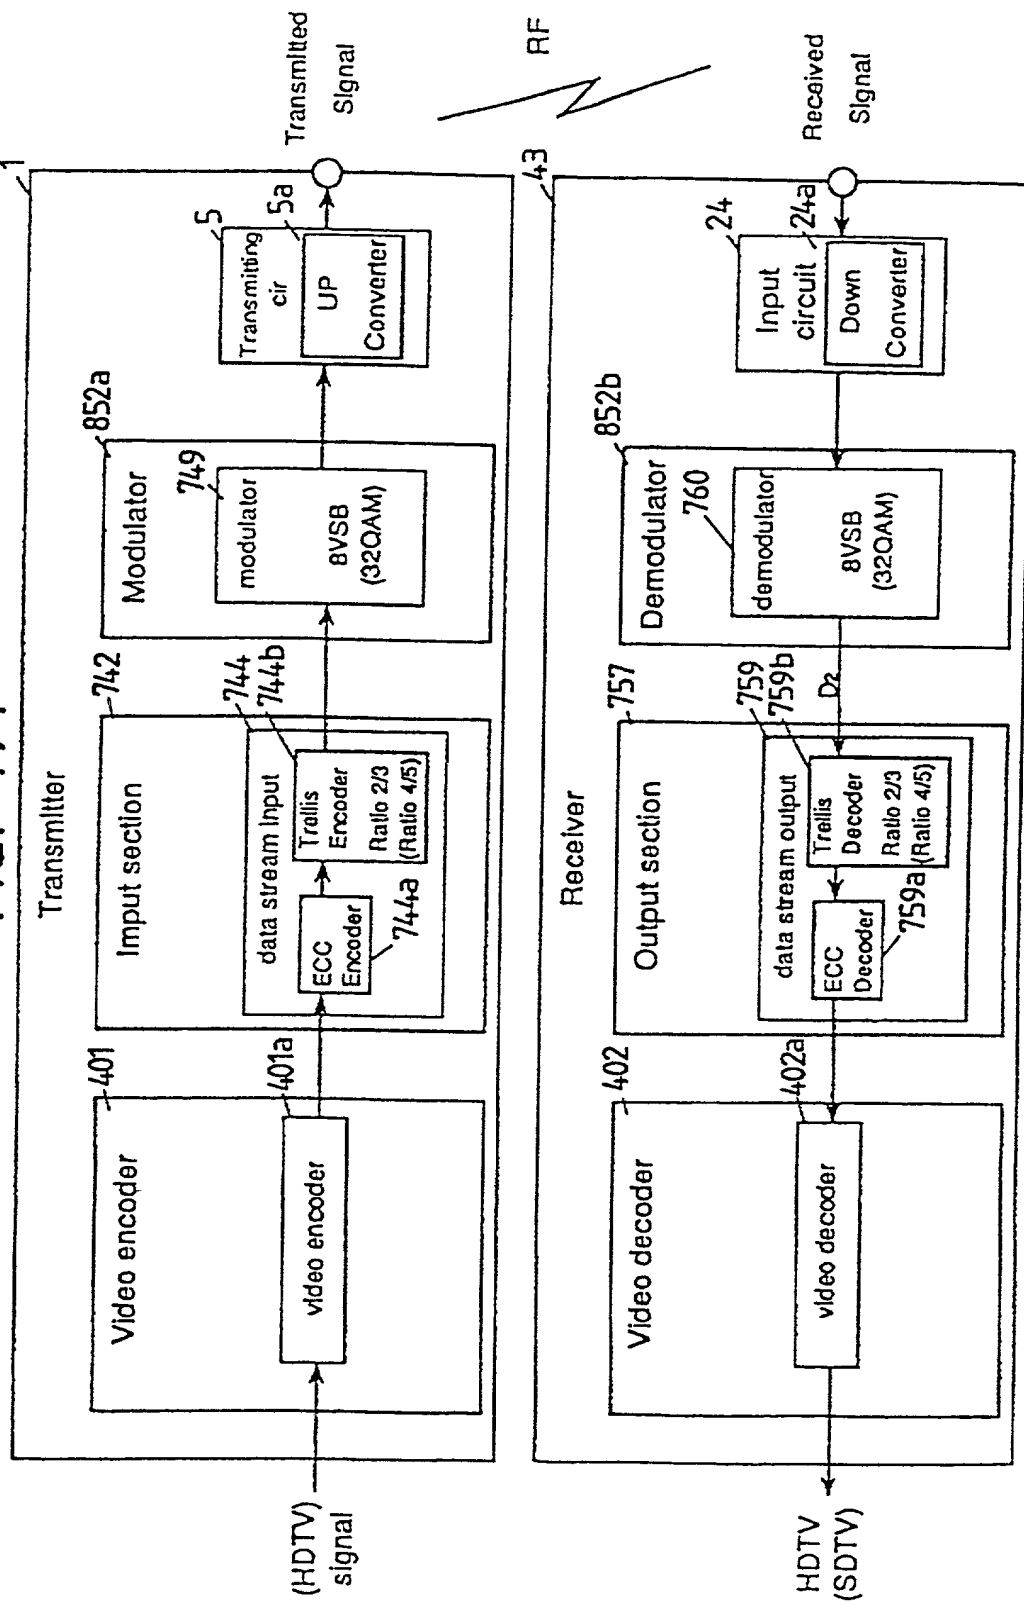 1
Transmitter
401
Video encoder
401a
video encoder
(HDTV)
signal
742
Imput section
744
744b
data stream Input
ECC
Encoder
744a
Trellis
Encoder
Ratio 2/3
(Ratio 4/5)
852a
Modulator
749
modulator
8VSB
(32QAM)
5
Transmitting
cir
5a
UP
Converter
Transmitted
Signal
RF
43
Receiver
402
Video decoder
402a
video decoder
HDTV
(SDTV)
757
Output section
759
759b
data stream output
ECC
Decoder
759a
Trellis
Decoder
Ratio 2/3
(Ratio 4/5)
D2
852b
Demodulator
760
demodulator
8VSB
(32QAM)
24
Input
circuit
24a
Down
Converter
Received
Signal